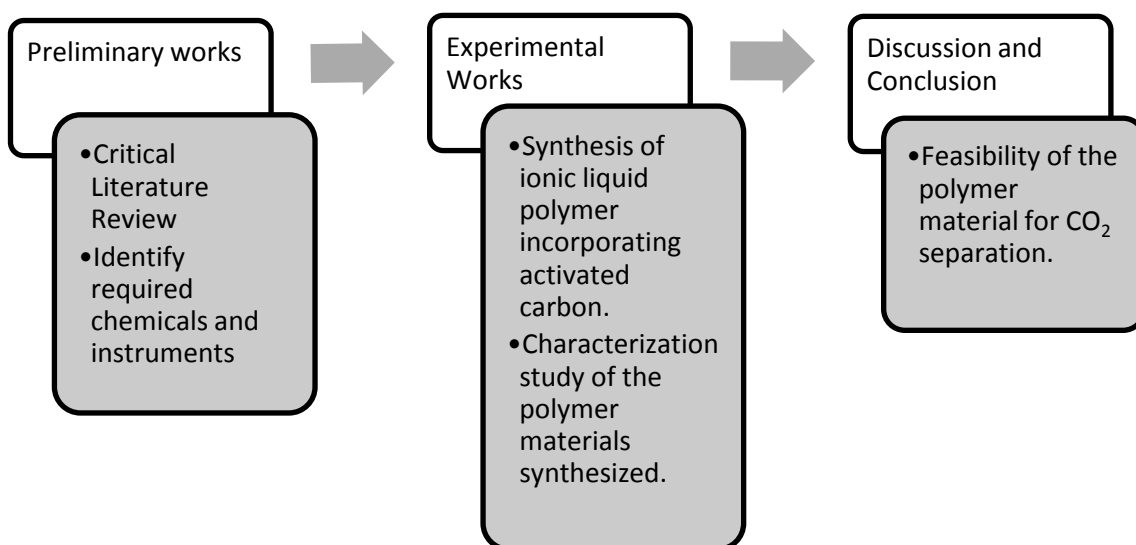 Preliminary works
•Critical
Literature
Review
•Identify
required
chemicals and
instruments
Experimental
Works
•Synthesis of
ionic liquid
polymer
incorporating
activated
carbon.
•Characterization
study of the
polymer
materials
synthesized.
Discussion and
Conclusion
•Feasibility of the
polymer
material for CO₂
separation.